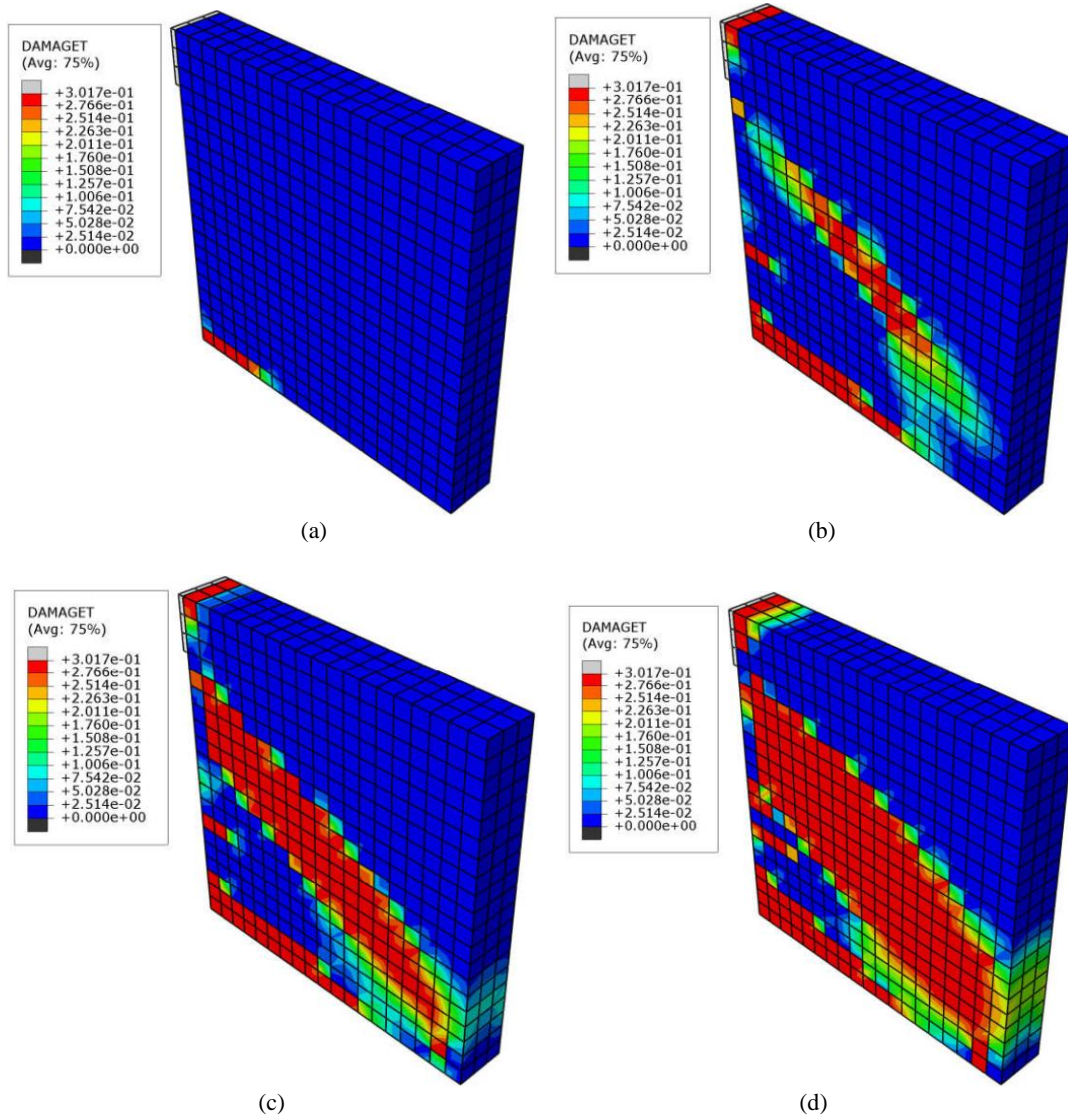 DAMAGET
(Avg: 75%)
+3.017e-01
+2.766e-01
+2.514e-01
+2.263e-01
+2.011e-01
+1.760e-01
+1.508e-01
+1.257e-01
+1.006e-01
+7.542e-02
+5.028e-02
+2.514e-02
+0.000e+00
(a)
DAMAGET
(Avg: 75%)
+3.017e-01
+2.766e-01
+2.514e-01
+2.263e-01
+2.011e-01
+1.760e-01
+1.508e-01
+1.257e-01
+1.006e-01
+7.542e-02
+5.028e-02
+2.514e-02
+0.000e+00
(b)
DAMAGET
(Avg: 75%)
+3.017e-01
+2.766e-01
+2.514e-01
+2.263e-01
+2.011e-01
+1.760e-01
+1.508e-01
+1.257e-01
+1.006e-01
+7.542e-02
+5.028e-02
+2.514e-02
+0.000e+00
(c)
DAMAGET
(Avg: 75%)
+3.017e-01
+2.766e-01
+2.514e-01
+2.263e-01
+2.011e-01
+1.760e-01
+1.508e-01
+1.257e-01
+1.006e-01
+7.542e-02
+5.028e-02
+2.514e-02
+0.000e+00
(d)